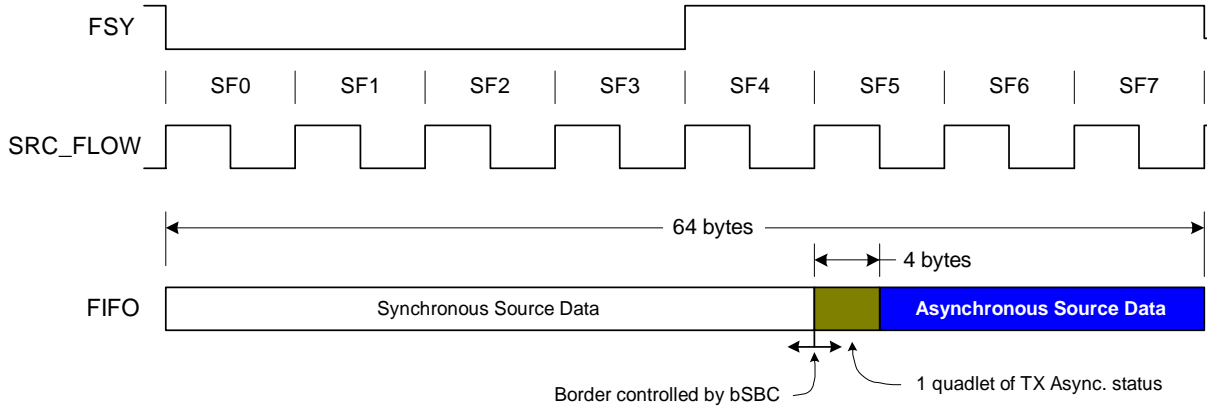 FSY
SF0 SF1 SF2 SF3 SF4 SF5 SF6 SF7
SRC_FLOW
64 bytes
4 bytes
FIFO
Synchronous Source Data
Asynchronous Source Data
Border controlled by bSBC
1 quadlet of TX Async. status